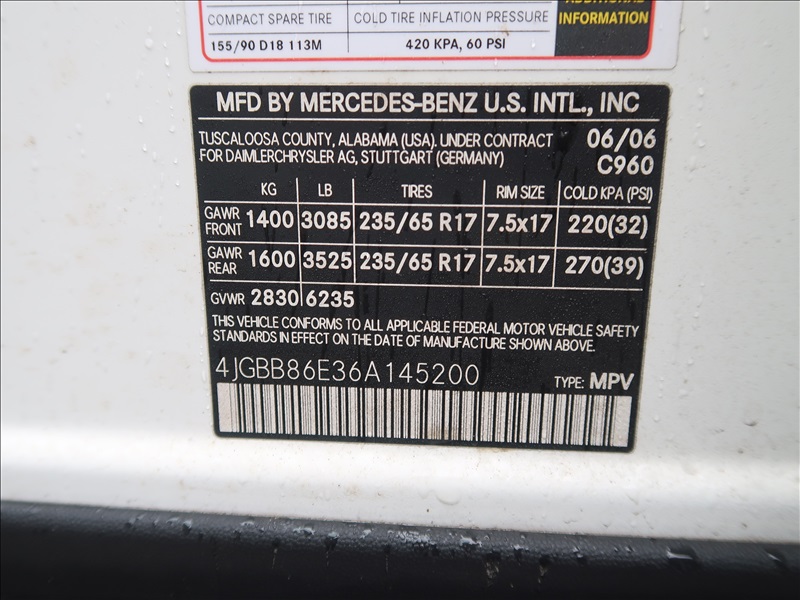 ADDITIONAL
COMPACT SPARE TIRE COLD TIRE INFLATION PRESSURE INFORMATION
155/90 D18 113M 420 KPA, 60 PSI
MFD BY MERCEDES-BENZ U.S. INTL., INC
TUSCALOOSA COUNTY, ALABAMA (USA). UNDER CONTRACT 06/06
FOR DAIMLERCHRYSLER AG, STUTTGART (GERMANY) C960
KG LB TIRES RIM SIZE COLD KPA (PSI)
GAWR FRONT 1400 3085 235/65 R17 7.5x17 220(32)
GAWR REAR 1600 3525 235/65 R17 7.5x17 270(39)
GVWR 2830 6235
THIS VEHICLE CONFORMS TO ALL APPLICABLE FEDERAL MOTOR VEHICLE SAFETY
STANDARDS IN EFFECT ON THE DATE OF MANUFACTURE SHOWN ABOVE.
4JGBB86E36A145200 TYPE: MPV